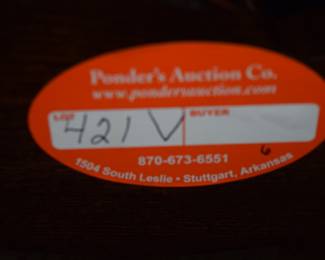 Ponder's Auction Co.
www.pondersauction.com
LOT BUYER
421 V
6
870-673-6551
1504 South Leslie • Stuttgart, Arkansas